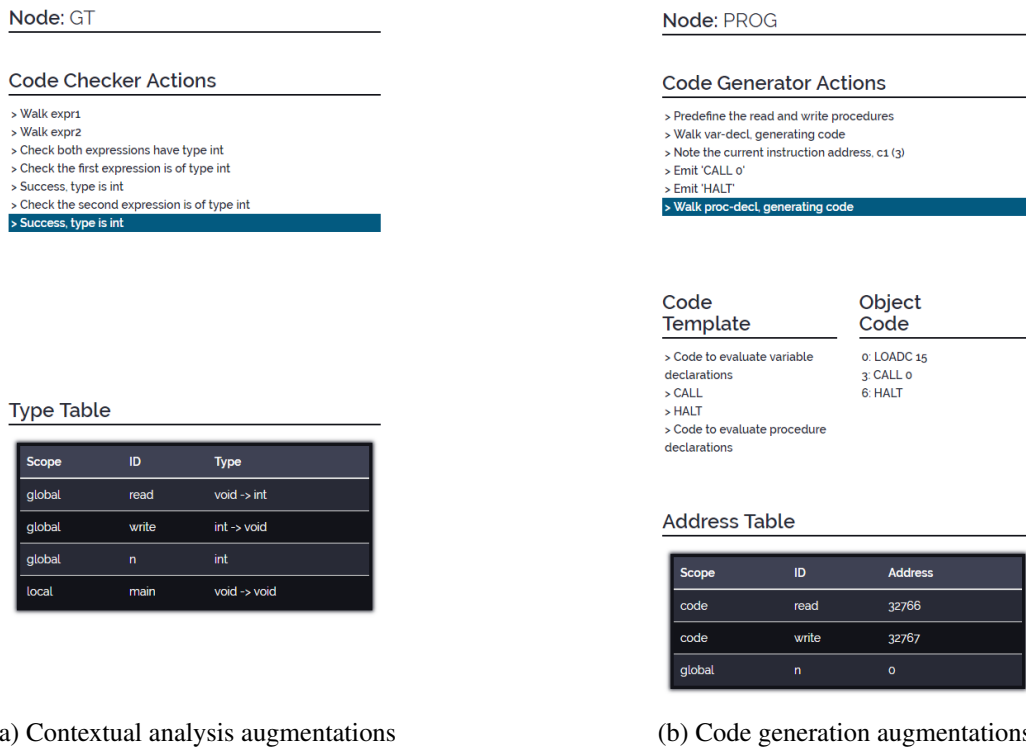 Node: GT
Code Checker Actions
> Walk expr1
> Walk expr2
> Check both expressions have type int
> Check the first expression is of type int
> Success, type is int
> Check the second expression is of type int
> Success, type is int
Type Table
Scope ID Type
global read void -> int
global write int -> void
global n int
local main void -> void
a) Contextual analysis augmentations
Node: PROG
Code Generator Actions
> Predefine the read and write procedures
> Walk var-decl, generating code
> Note the current instruction address, c1 (3)
> Emit 'CALL 0'
> Emit 'HALT'
> Walk proc-decl, generating code
Code
Template
> Code to evaluate variable
declarations
> CALL
> HALT
> Code to evaluate procedure
declarations
Object
Code
0: LOADC 15
3: CALL 0
6: HALT
Address Table
Scope ID Address
code read 32766
code write 32767
global n 0
(b) Code generation augmentations